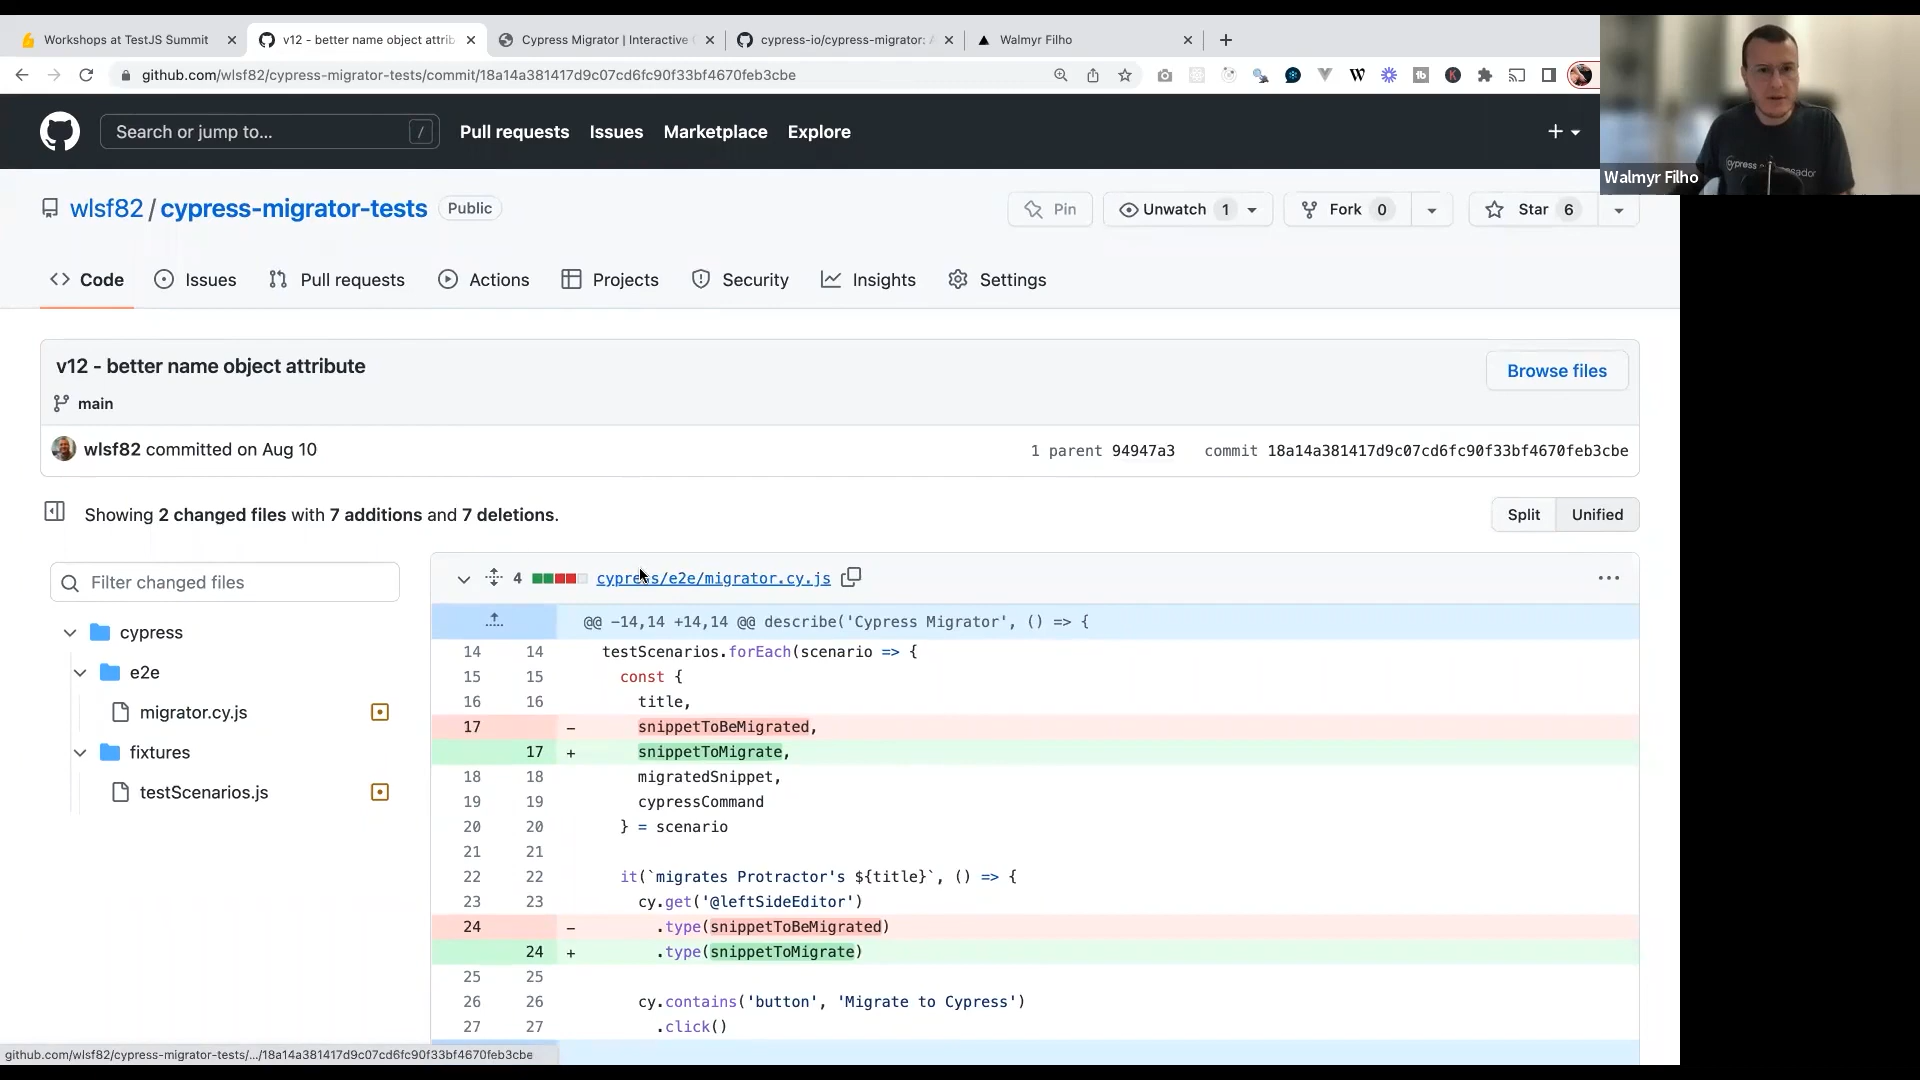 Workshops at TestJS Summit
v12 - better name object attrib
Cypress Migrator | Interactive
cypress-io/cypress-migrator:
Walmyr Filho
github.com/wlsf82/cypress-migrator-tests/commit/18a14a381417d9c07cd6fc90f33bf4670feb3cbe
Search or jump to... /
Pull requests Issues Marketplace Explore
Walmyr Filho
wlsf82 / cypress-migrator-tests Public
Pin Unwatch 1 Fork 0 Star 6
Code Issues Pull requests Actions Projects Security Insights Settings
v12 - better name object attribute
Browse files
main
wlsf82 committed on Aug 10
1 parent 94947a3 commit 18a14a381417d9c07cd6fc90f33bf4670feb3cbe
Showing 2 changed files with 7 additions and 7 deletions.
Split Unified
Filter changed files
cypress
e2e
migrator.cy.js
fixtures
testScenarios.js
4 cypress/e2e/migrator.cy.js
@@ -14,14 +14,14 @@ describe('Cypress Migrator', () => {
14 14 testScenarios.forEach(scenario => {
15 15 const {
16 16 title,
17 - snippetToBeMigrated,
17 + snippetToMigrate,
18 18 migratedSnippet,
19 19 cypressCommand
20 20 } = scenario
21 21
22 22 it(`migrates Protractor's ${title}`, () => {
23 23 cy.get('@leftSideEditor')
24 - .type(snippetToBeMigrated)
24 + .type(snippetToMigrate)
25 25
26 26 cy.contains('button', 'Migrate to Cypress')
27 27 .click()
github.com/wlsf82/cypress-migrator-tests/.../18a14a381417d9c07cd6fc90f33bf4670feb3cbe